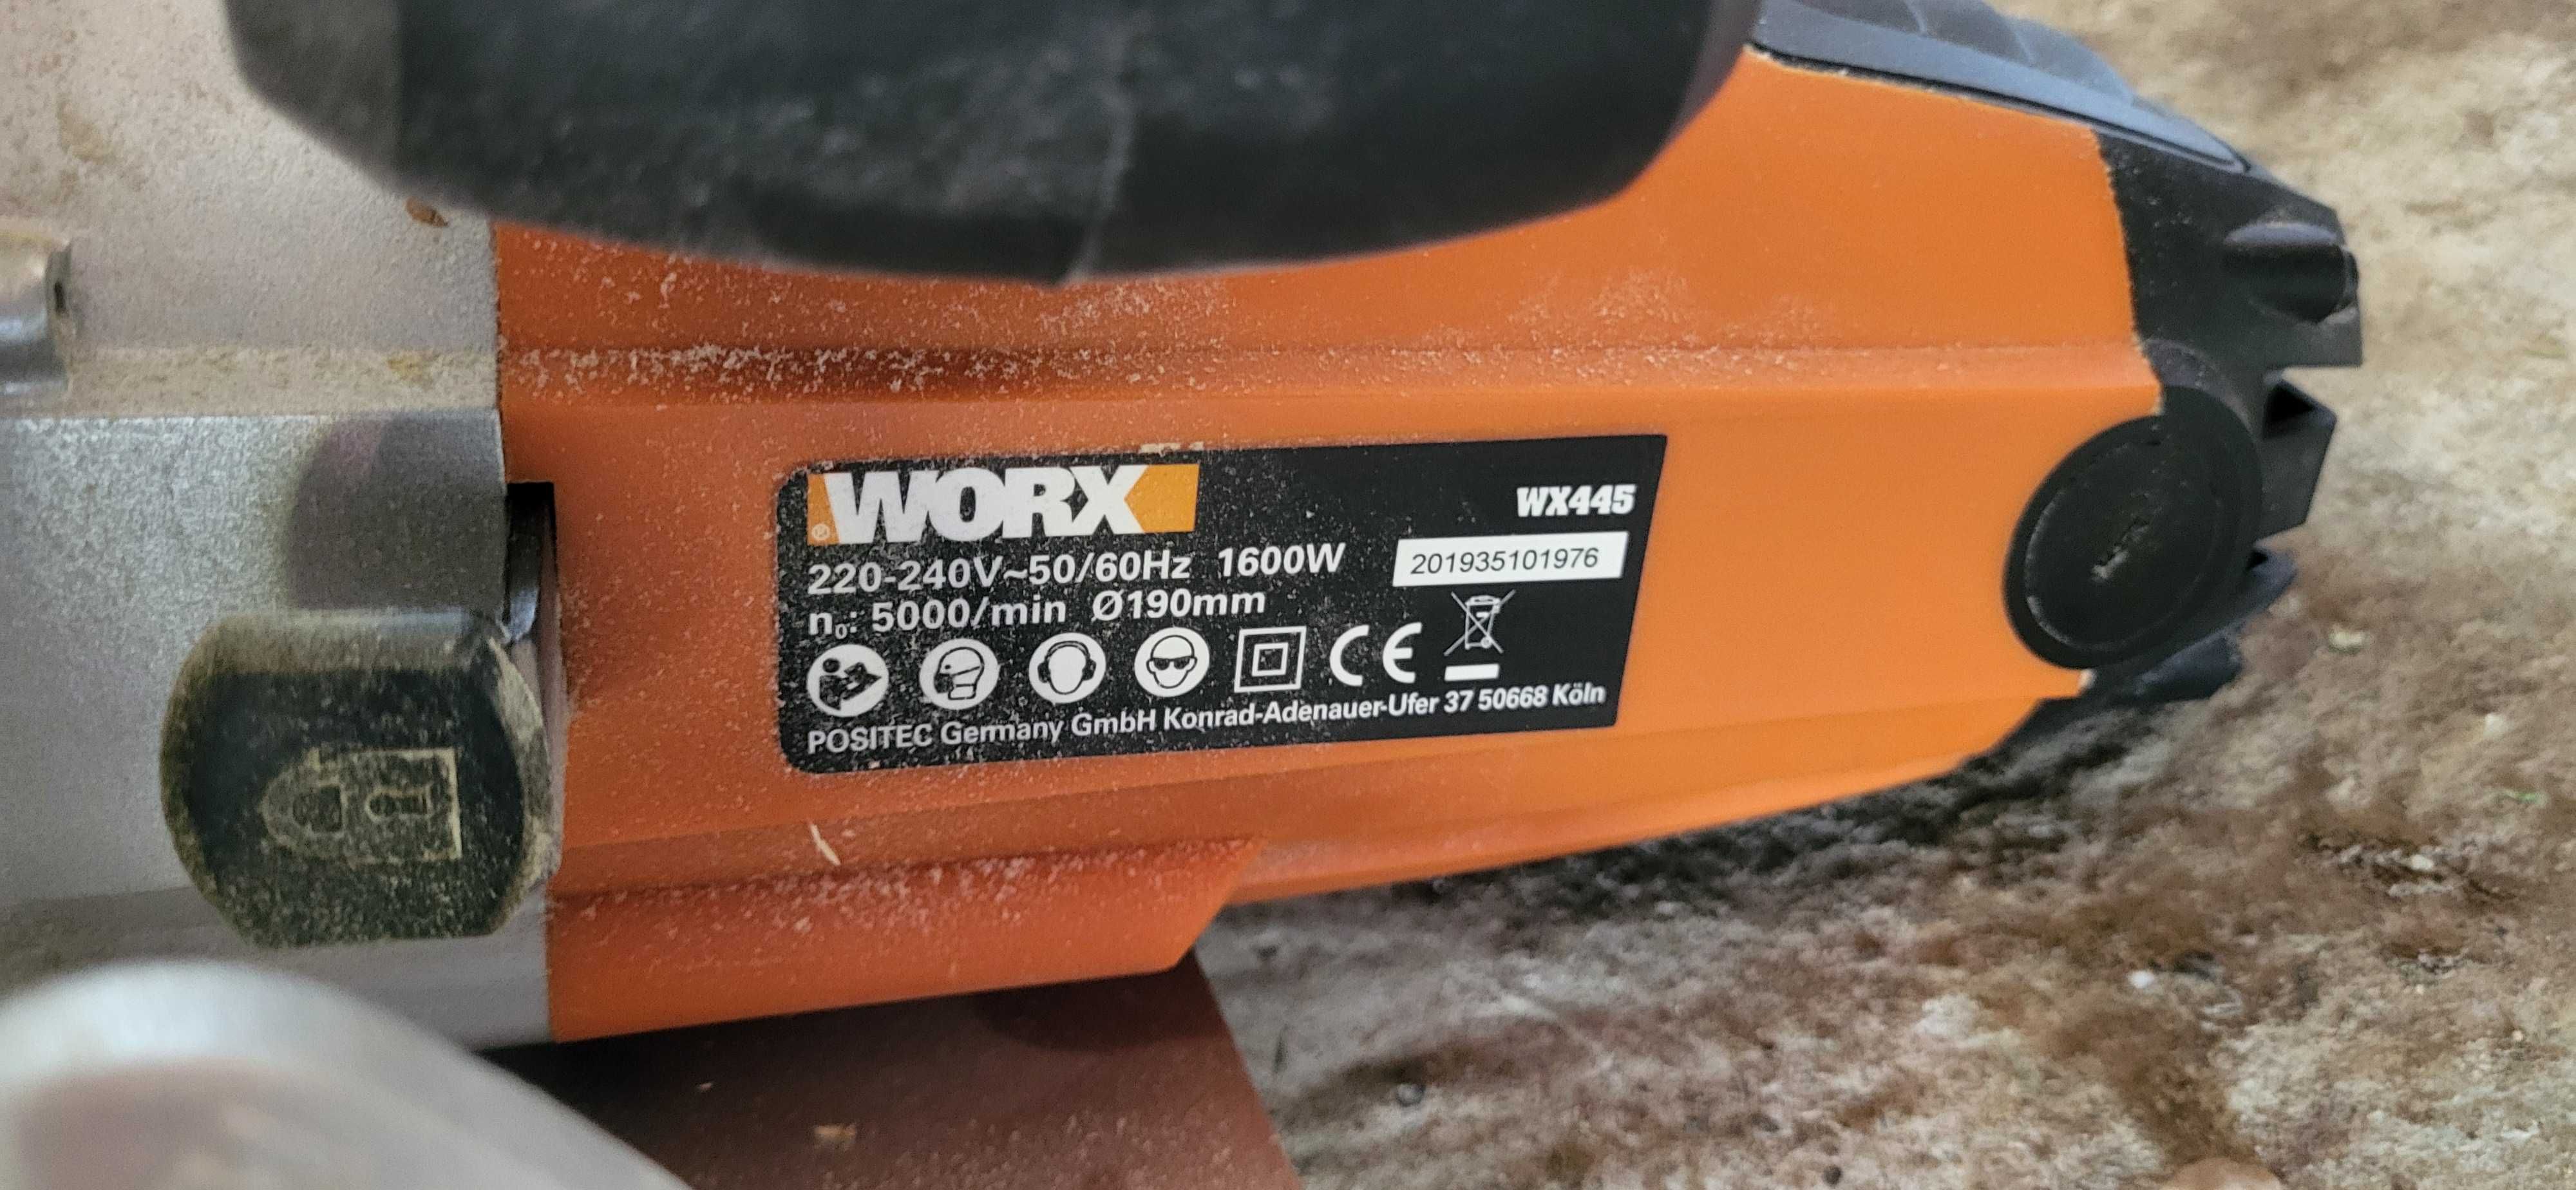 WORX®
WX445
220-240V~50/60Hz 1600W
201935101976
n₀: 5000/min Ø190mm
CE
POSITEC Germany GmbH Konrad-Adenauer-Ufer 37 50668 Köln